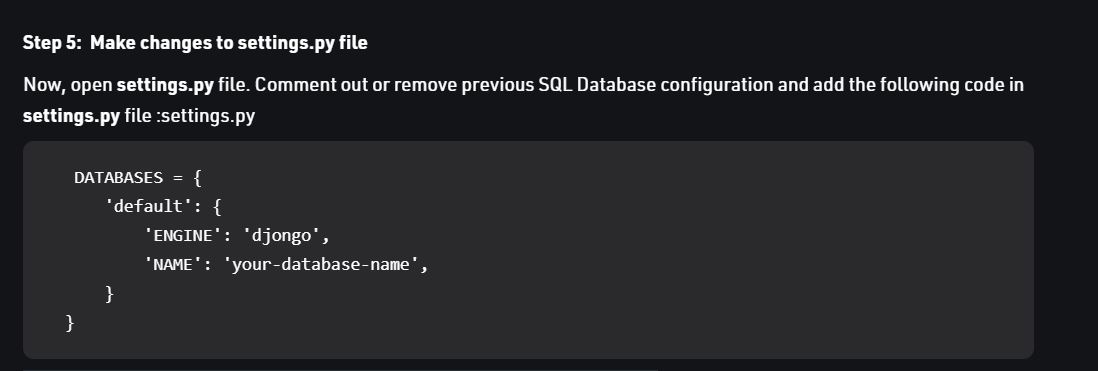 Step 5:  Make changes to settings.py file
Now, open settings.py file. Comment out or remove previous SQL Database configuration and add the following code in
settings.py file :settings.py
 DATABASES = {
    'default': {
        'ENGINE': 'djongo',
        'NAME': 'your-database-name',
    }
}